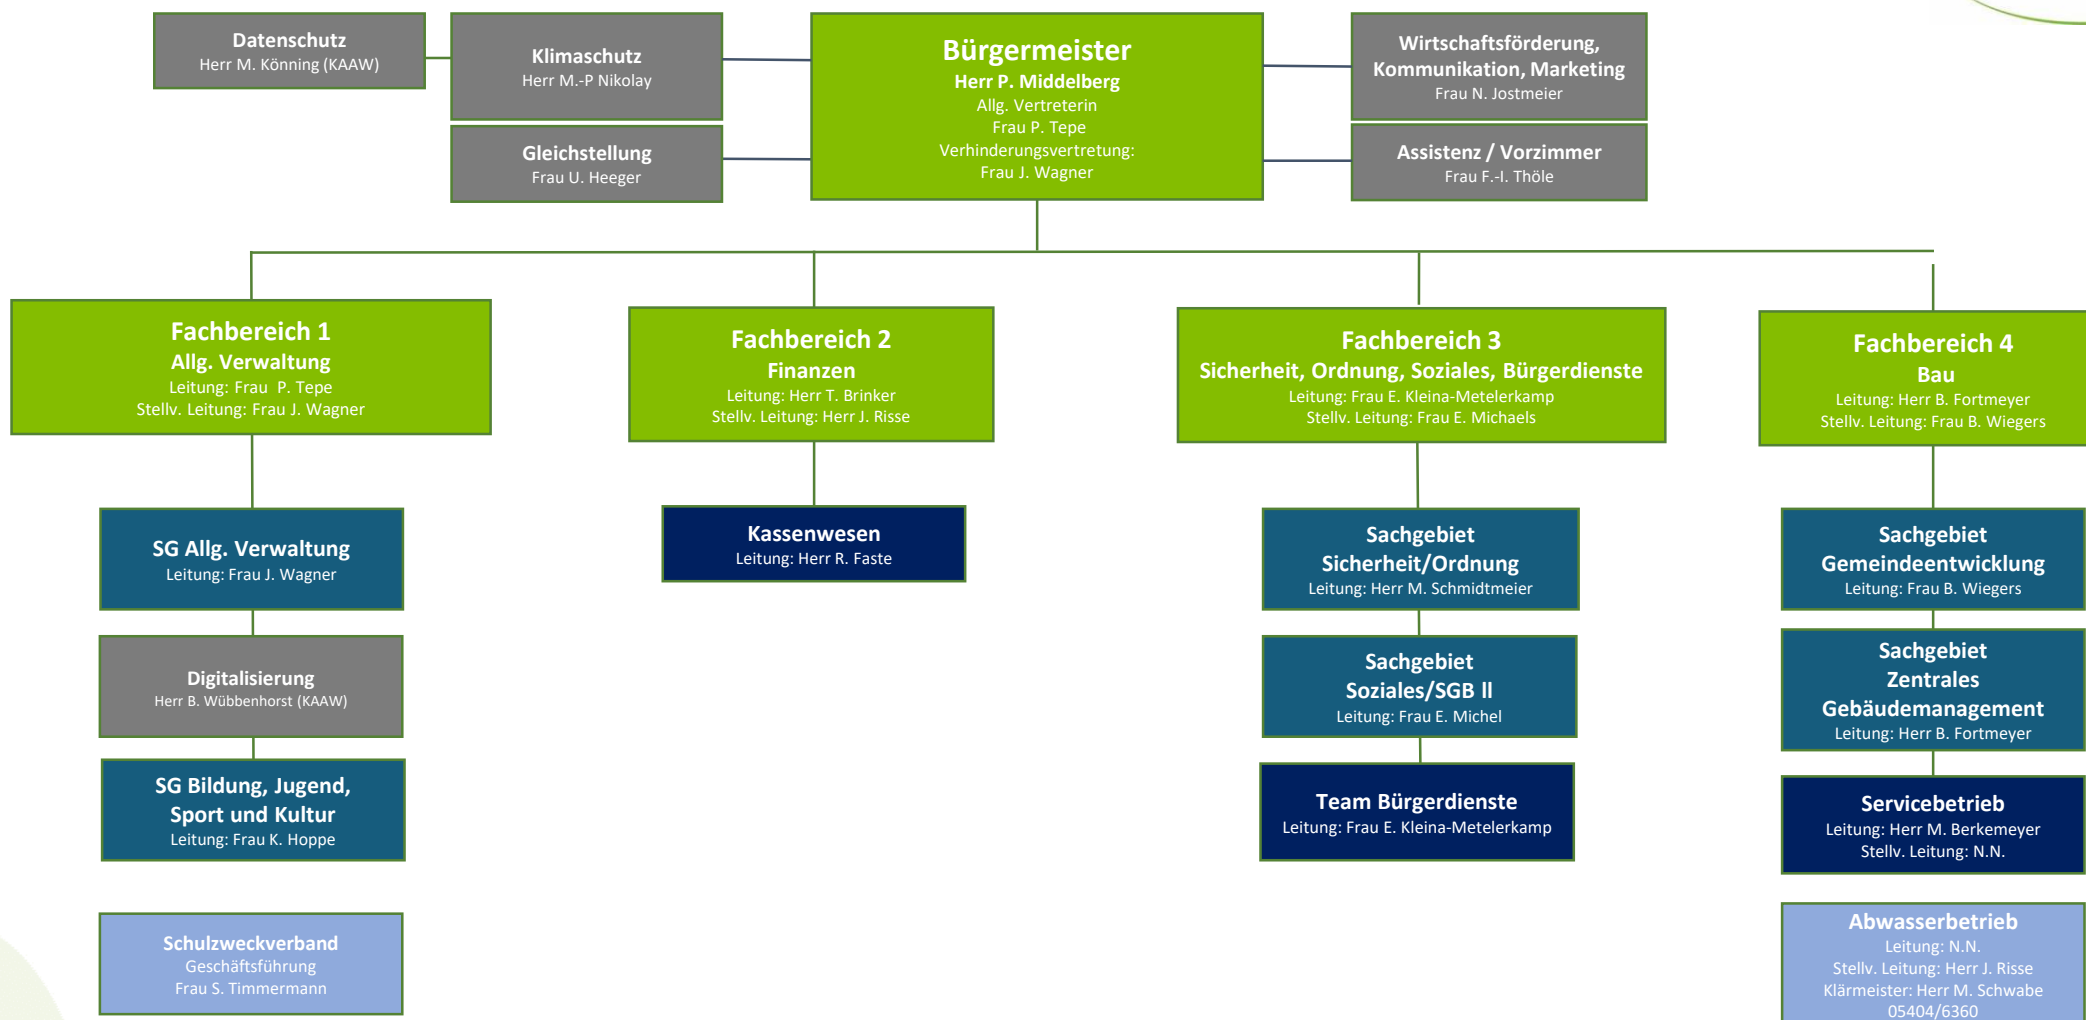 Datenschutz
Herr M. Könning (KAAW)
Klimaschutz
Herr M.-P Nikolay
Gleichstellung
Frau U. Heeger
Bürgermeister
Herr P. Middelberg
Allg. Vertreterin
Frau P. Tepe
Verhinderungsvertretung:
Frau J. Wagner
Wirtschaftsförderung,
Kommunikation, Marketing
Frau N. Jostmeier
Assistenz / Vorzimmer
Frau F.-I. Thöle
Fachbereich 1
Allg. Verwaltung
Leitung: Frau P. Tepe
Stellv. Leitung: Frau J. Wagner
Fachbereich 2
Finanzen
Leitung: Herr T. Brinker
Stellv. Leitung: Herr J. Risse
Fachbereich 3
Sicherheit, Ordnung, Soziales, Bürgerdienste
Leitung: Frau E. Kleina-Metelerkamp
Stellv. Leitung: Frau E. Michaels
Fachbereich 4
Bau
Leitung: Herr B. Fortmeyer
Stellv. Leitung: Frau B. Wiegers
SG Allg. Verwaltung
Leitung: Frau J. Wagner
Digitalisierung
Herr B. Wübbenhorst (KAAW)
SG Bildung, Jugend,
Sport und Kultur
Leitung: Frau K. Hoppe
Schulzweckverband
Geschäftsführung
Frau S. Timmermann
Kassenwesen
Leitung: Herr R. Faste
Sachgebiet
Sicherheit/Ordnung
Leitung: Herr M. Schmidtmeier
Sachgebiet
Soziales/SGB ll
Leitung: Frau E. Michel
Team Bürgerdienste
Leitung: Frau E. Kleina-Metelerkamp
Sachgebiet
Gemeindeentwicklung
Leitung: Frau B. Wiegers
Sachgebiet
Zentrales
Gebäudemanagement
Leitung: Herr B. Fortmeyer
Servicebetrieb
Leitung: Herr M. Berkemeyer
Stellv. Leitung: N.N.
Abwasserbetrieb
Leitung: N.N.
Stellv. Leitung: Herr J. Risse
Klärmeister: Herr M. Schwabe
05404/6360